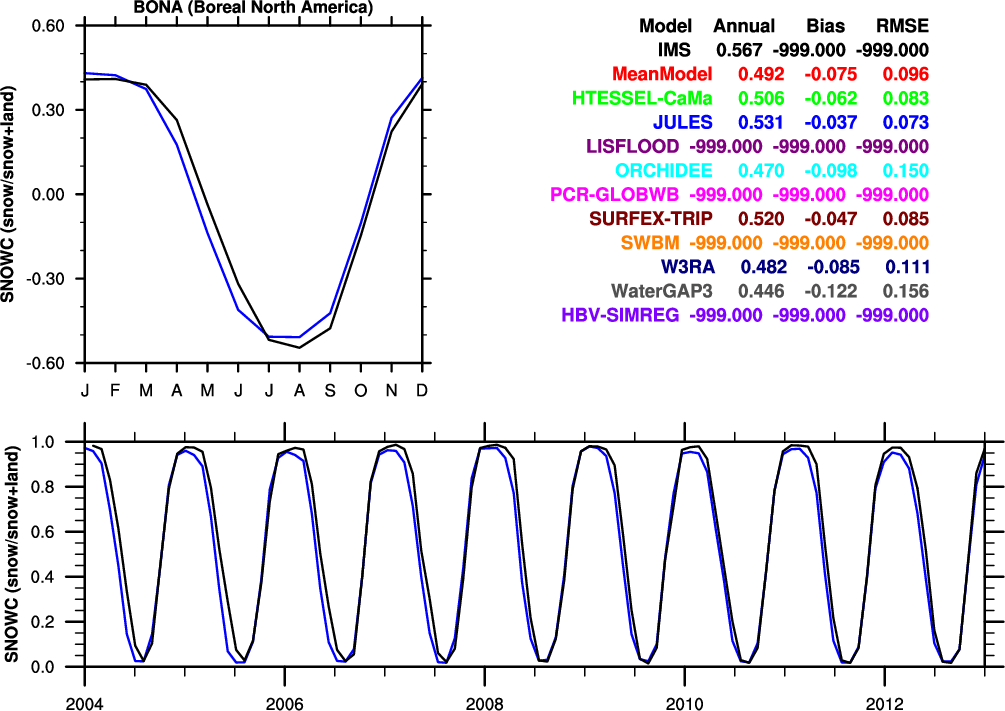 BONA (Boreal North America)
SNOWC (snow/snow+land)
0.60
0.30
0.00
-0.30
-0.60
J F M A M J J A S O N D
Model Annual Bias RMSE
IMS 0.567 -999.000 -999.000
MeanModel 0.492 -0.075 0.096
HTESSEL-CaMa 0.506 -0.062 0.083
JULES 0.531 -0.037 0.073
LISFLOOD -999.000 -999.000 -999.000
ORCHIDEE 0.470 -0.098 0.150
PCR-GLOBWB -999.000 -999.000 -999.000
SURFEX-TRIP 0.520 -0.047 0.085
SWBM -999.000 -999.000 -999.000
W3RA 0.482 -0.085 0.111
WaterGAP3 0.446 -0.122 0.156
HBV-SIMREG -999.000 -999.000 -999.000
SNOWC (snow/snow+land)
1.0
0.8
0.6
0.4
0.2
0.0
2004 2006 2008 2010 2012